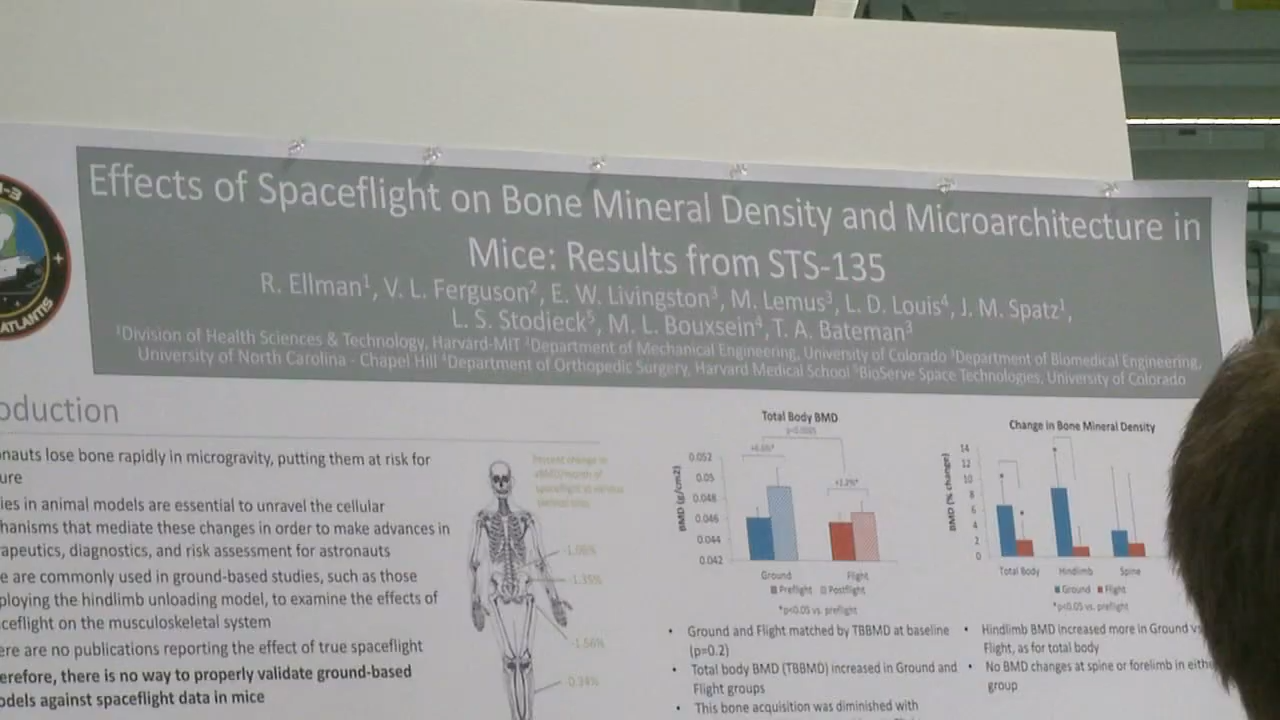 -3
ATLANTIS
Effects of Spaceflight on Bone Mineral Density and Microarchitecture in
Mice: Results from STS-135
R. Ellman¹, V. L. Ferguson², E. W. Livingston³, M. Lemus³, L. D. Louis⁴, J. M. Spatz¹,
L. S. Stodieck⁵, M. L. Bouxsein⁴, T. A. Bateman³
¹Division of Health Sciences & Technology, Harvard-MIT ²Department of Mechanical Engineering, University of Colorado ³Department of Biomedical Engineering,
University of North Carolina - Chapel Hill ⁴Department of Orthopedic Surgery, Harvard Medical School ⁵BioServe Space Technologies, University of Colorado
oduction
nauts lose bone rapidly in microgravity, putting them at risk for
ure
ies in animal models are essential to unravel the cellular
hanisms that mediate these changes in order to make advances in
rapeutics, diagnostics, and risk assessment for astronauts
e are commonly used in ground-based studies, such as those
ploying the hindlimb unloading model, to examine the effects of
ceflight on the musculoskeletal system
ere are no publications reporting the effect of true spaceflight
erefore, there is no way to properly validate ground-based
odels against spaceflight data in mice
Percent change in
aBMD/month of
spaceflight at various
-1.06%
-1.35%
-1.56%
-0.34%
Total Body BMD
BMD (g/cm2)
0.052
0.05
0.048
0.046
0.044
0.042
Ground Flight
Preflight Postflight
*p<0.05 vs. preflight
Ground and Flight matched by TBBMD at baseline
(p=0.2)
Total body BMD (TBBMD) increased in Ground and
Flight groups
This bone acquisition was diminished with
Change in Bone Mineral Density
BMD (% change)
14
12
10
8
6
4
2
0
Total Body Hindlimb Spine
Ground Flight
*p<0.05 vs. preflight
Hindlimb BMD increased more in Ground vs
Flight, as for total body
No BMD changes at spine or forelimb in eith
group